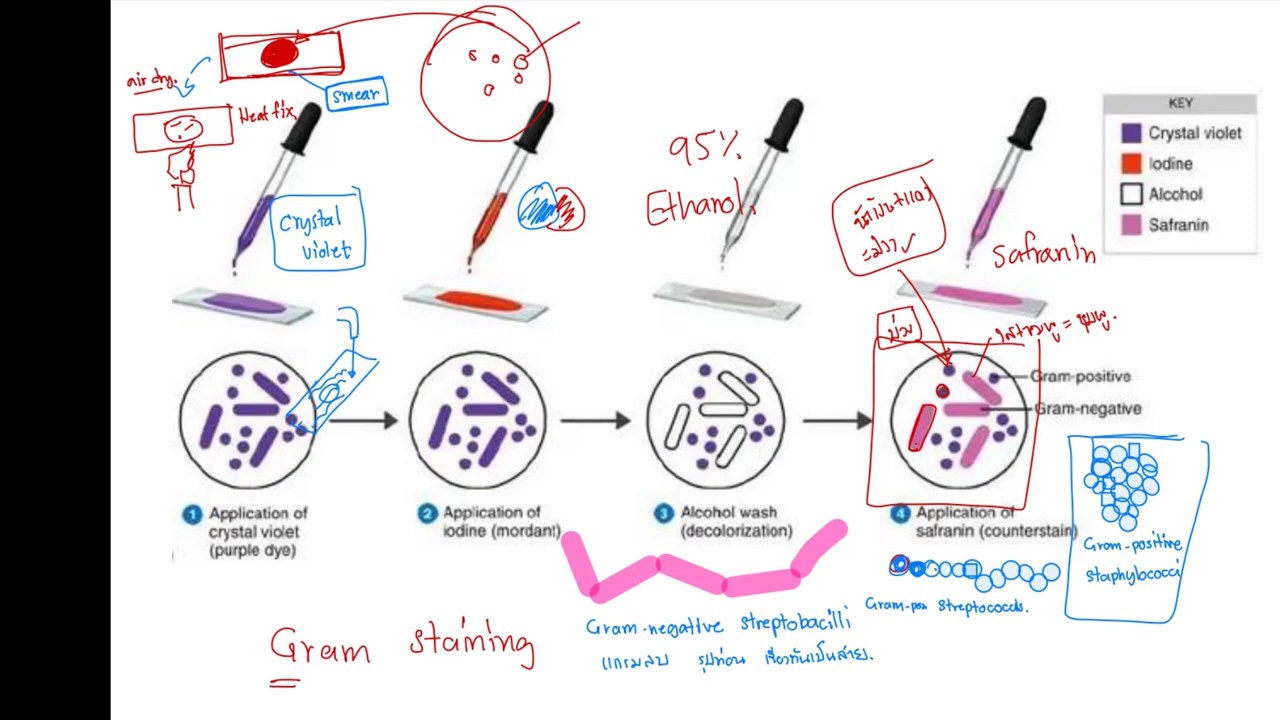 air dry.
smear
Heat fix
Crystal
violet
95%
Ethanol
Safranin
KEY
Crystal violet
Iodine
Alcohol
Safranin
ม่วง
Gram-positive
Gram-negative
1 Application of
crystal violet
(purple dye)
2 Application of
iodine (mordant)
3 Alcohol wash
(decolorization)
4 Application of
safranin (counterstain)
Gram-positive
staphylococci
Gram-pos streptococcus.
Gram staining
Gram-negative streptobacilli
แกรมลบ รูปท่อน เรียงกันเป็นสาย.